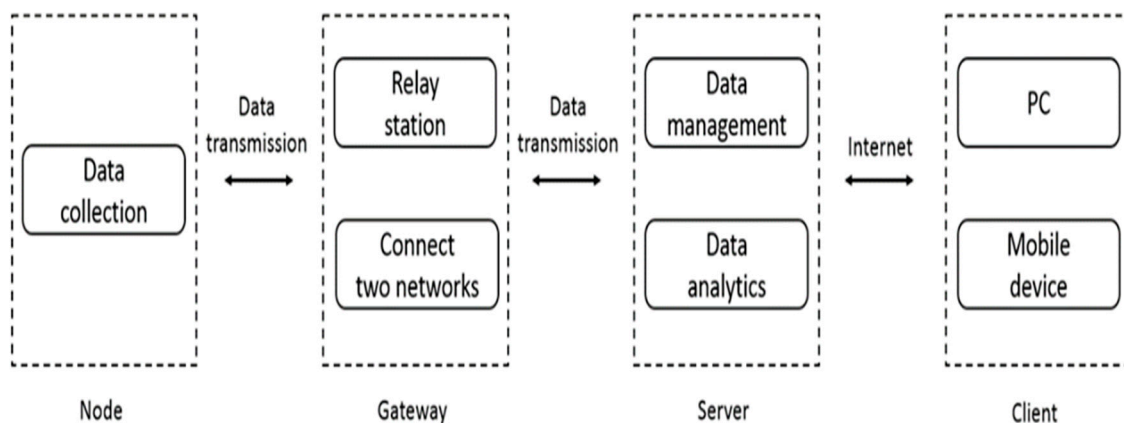 Data
collection
Node
Data
transmission
Relay
station
Connect
two networks
Gateway
Data
transmission
Data
management
Data
analytics
Server
Internet
PC
Mobile
device
Client